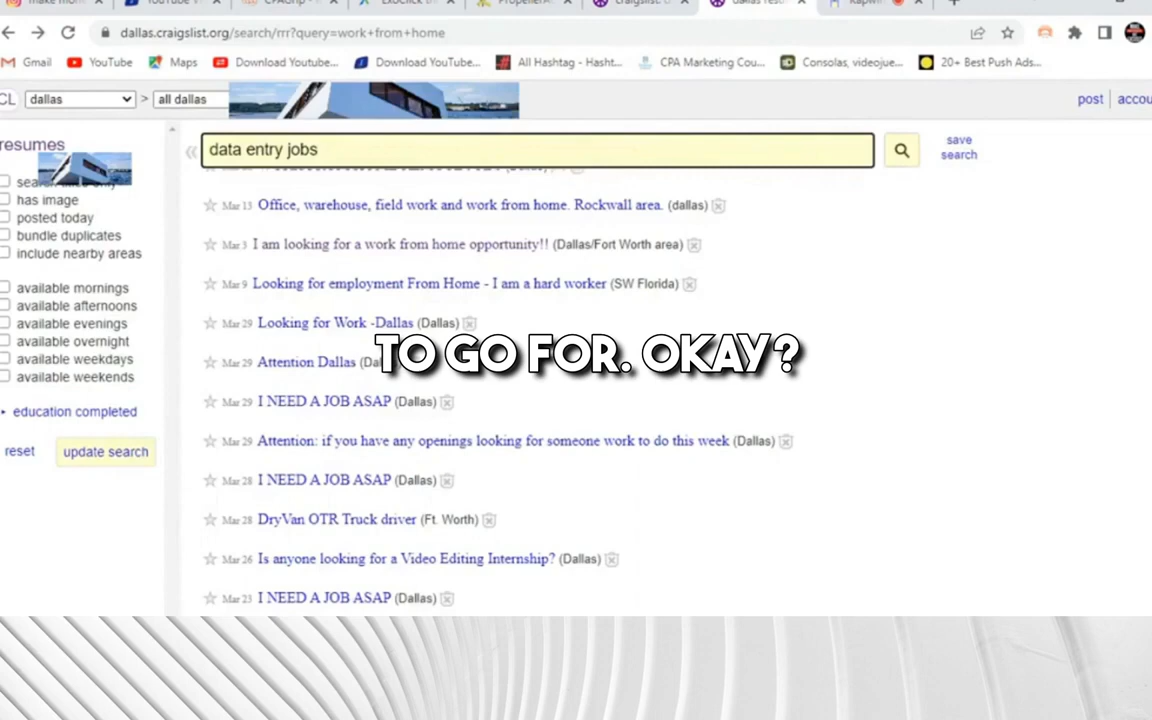 YouTube V
craigslist: D
Kapwin
dallas.craigslist.org/search/rrr?query=work+from+home
Gmail
YouTube
Maps
Download Youtube...
Download YouTube...
All Hashtag - Hasht...
CPA Marketing Cou...
Consolas, videojue...
20+ Best Push Ads...
CL
dallas
>
all dallas
post
accou
resumes
«
data entry jobs
save
search
has image
posted today
bundle duplicates
include nearby areas
available mornings
available afternoons
available evenings
available overnight
available weekdays
available weekends
education completed
reset
update search
Mar 13 Office, warehouse, field work and work from home. Rockwall area. (dallas)
Mar 3 I am looking for a work from home opportunity!! (Dallas/Fort Worth area)
Mar 9 Looking for employment From Home - I am a hard worker (SW Florida)
Mar 29 Looking for Work -Dallas (Dallas)
Mar 29 Attention Dallas (Dal
TO GO FOR. OKAY?
Mar 29 I NEED A JOB ASAP (Dallas)
Mar 29 Attention: if you have any openings looking for someone work to do this week (Dallas)
Mar 28 I NEED A JOB ASAP (Dallas)
Mar 28 DryVan OTR Truck driver (Ft. Worth)
Mar 26 Is anyone looking for a Video Editing Internship? (Dallas)
Mar 23 I NEED A JOB ASAP (Dallas)